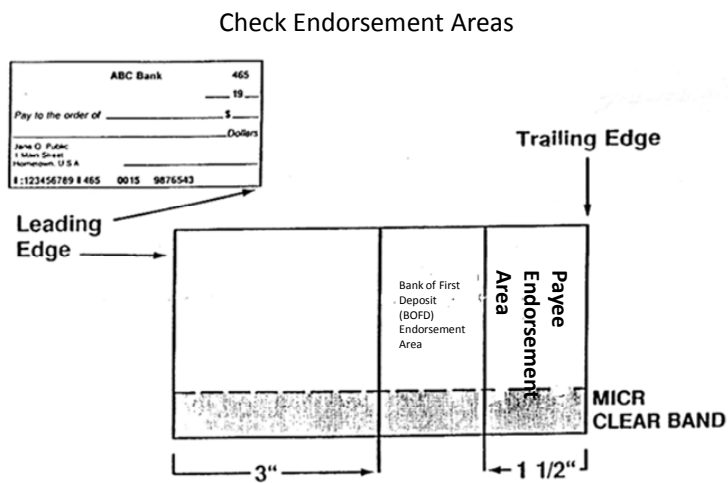 Check Endorsement Areas
ABC Bank 465
19
Pay to the order of $
Dollars
Jane Q. Public
1 Main Street
Hometown, U S A
⑆:123456789 ⑆ 465 0015 9876543
Trailing Edge
Leading
Edge
Bank of First
Deposit
(BOFD)
Endorsement
Area
Payee
Endorsement
Area
MICR
CLEAR BAND
3"
1 1/2"